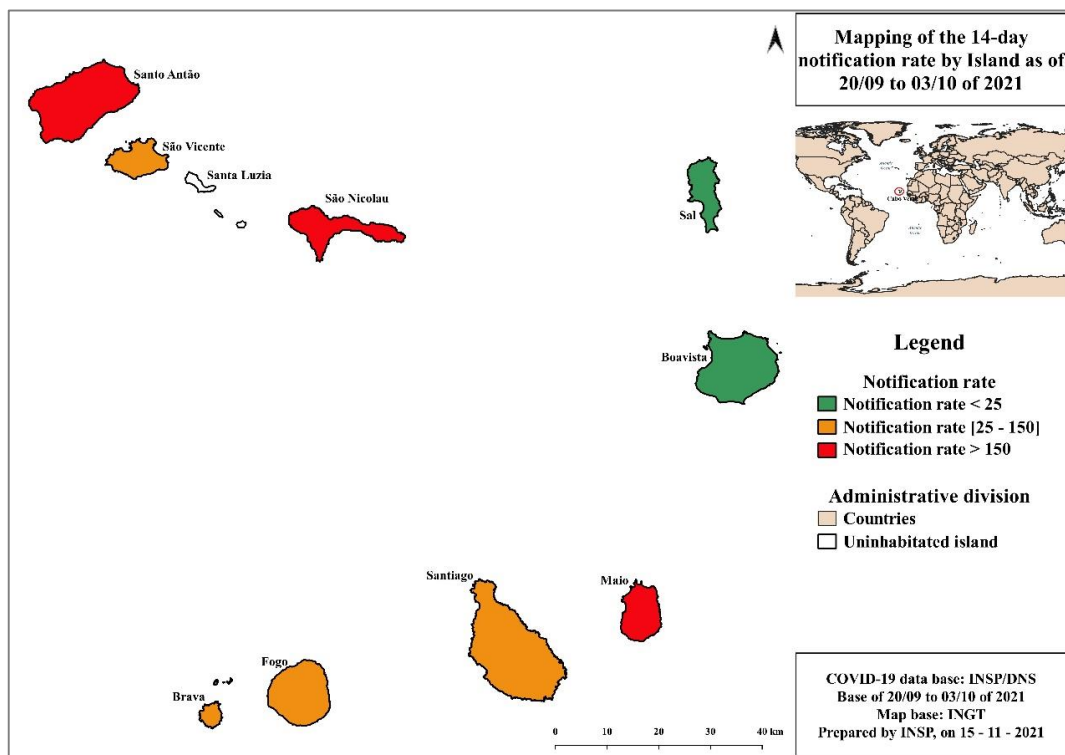 Mapping of the 14-day
notification rate by Island as of
20/09 to 03/10 of 2021
Santo Antão
São Vicente
Santa Luzia
São Nicolau
Sal
Boavista
Legend
Notification rate
Notification rate < 25
Notification rate [25 - 150]
Notification rate > 150
Administrative division
Countries
Uninhabitated island
Santiago
Maio
Fogo
Brava
0 10 20 30 40 km
COVID-19 data base: INSP/DNS
Base of 20/09 to 03/10 of 2021
Map base: INGT
Prepared by INSP, on 15 - 11 - 2021